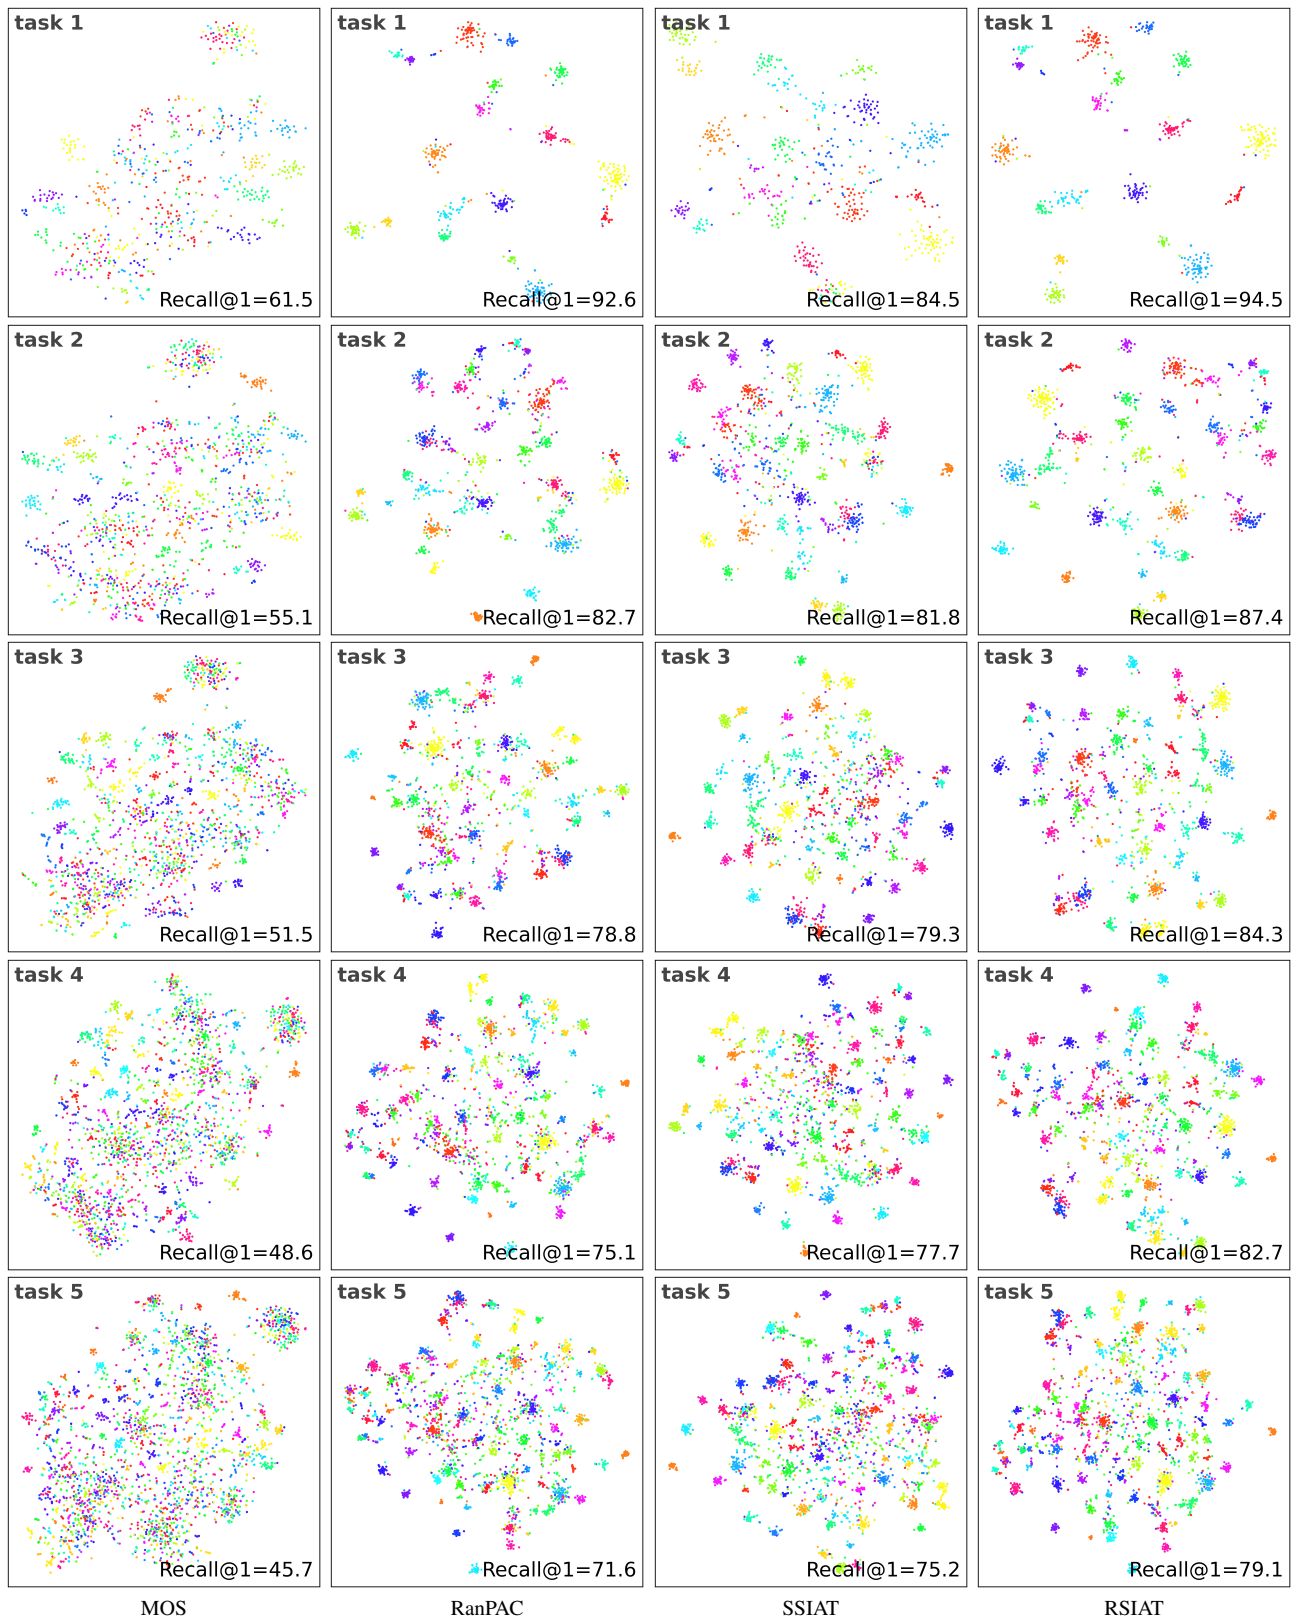 task 1
Recall@1=61.5
task 1
Recall@1=92.6
task 1
Recall@1=84.5
task 1
Recall@1=94.5
task 2
Recall@1=55.1
task 2
Recall@1=82.7
task 2
Recall@1=81.8
task 2
Recall@1=87.4
task 3
Recall@1=51.5
task 3
Recall@1=78.8
task 3
Recall@1=79.3
task 3
Recall@1=84.3
task 4
Recall@1=48.6
task 4
Recall@1=75.1
task 4
Recall@1=77.7
task 4
Recall@1=82.7
task 5
Recall@1=45.7
task 5
Recall@1=71.6
task 5
Recall@1=75.2
task 5
Recall@1=79.1
MOS
RanPAC
SSIAT
RSIAT